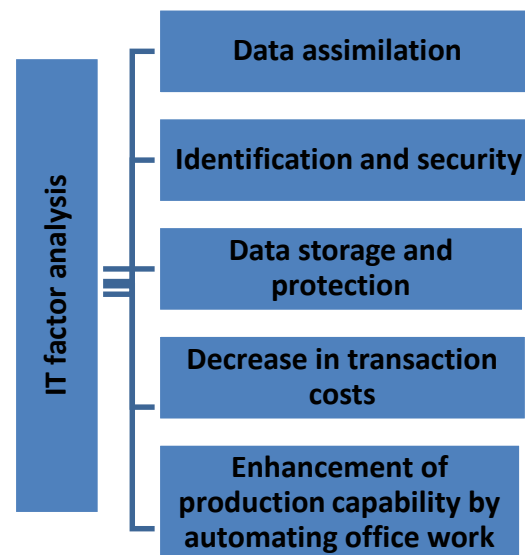 IT factor analysis
Data assimilation
Identification and security
Data storage and
protection
Decrease in transaction
costs
Enhancement of
production capability by
automating office work